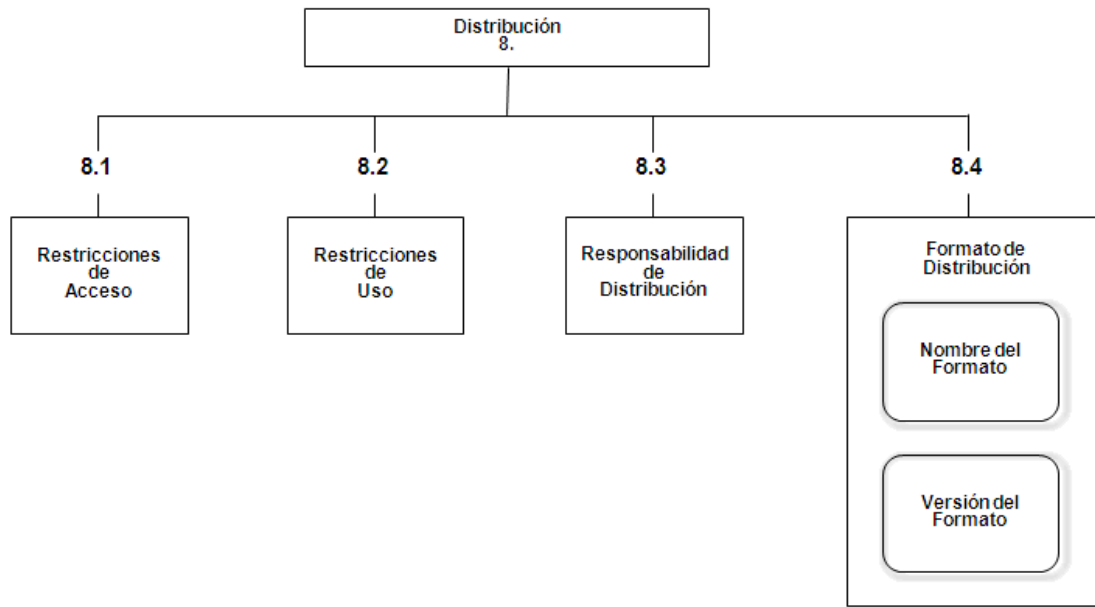 Distribución
8.
8.1
8.2
8.3
8.4
Restricciones
de
Acceso
Restricciones
de
Uso
Responsabilidad
de
Distribución
Formato de
Distribución
Nombre del
Formato
Versión del
Formato